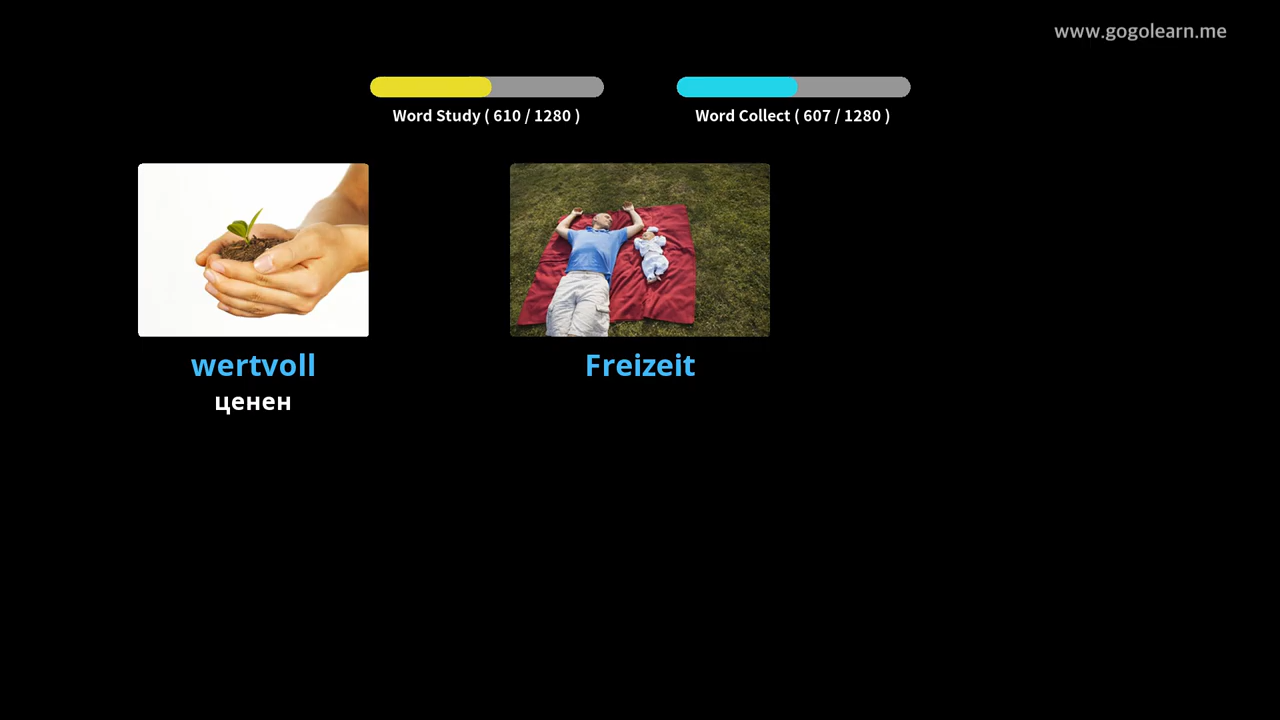 www.gogolearn.me
Word Study ( 610 / 1280 )
Word Collect ( 607 / 1280 )
wertvoll
ценен
Freizeit